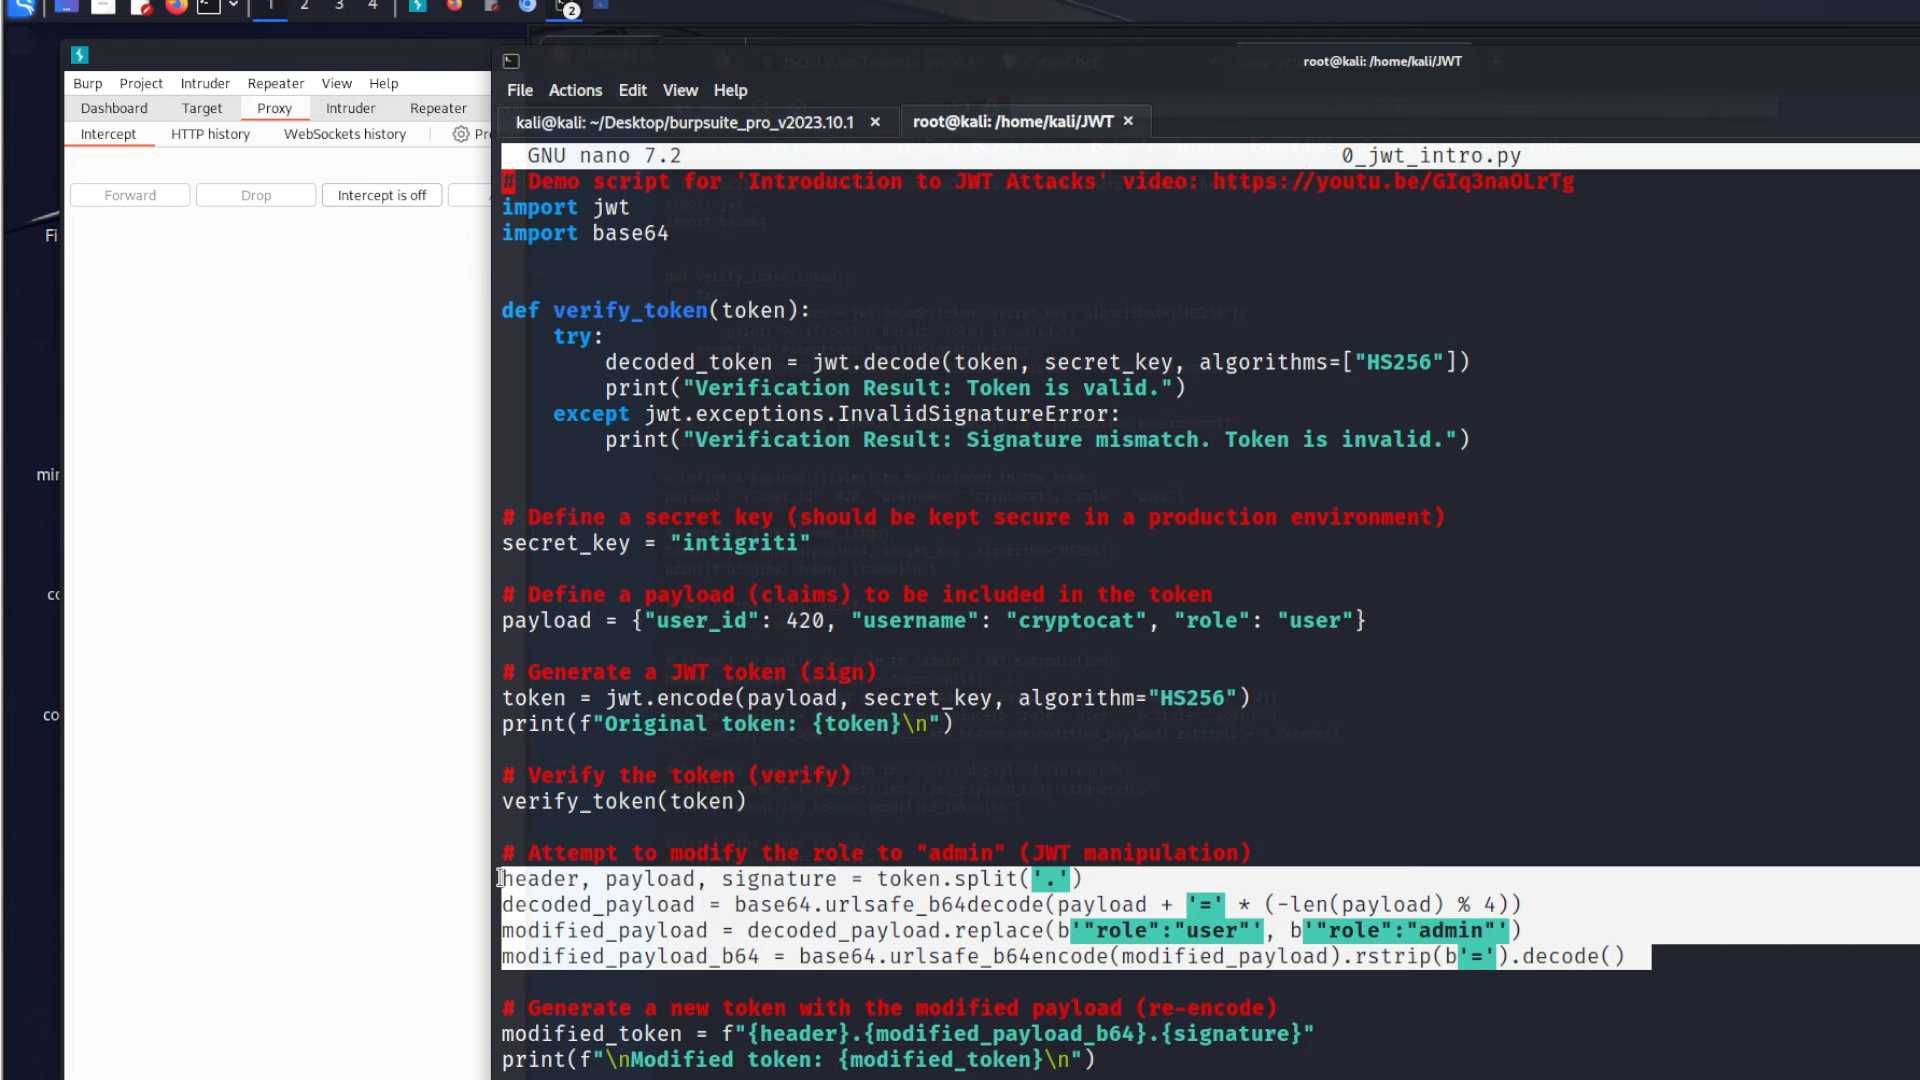 1 2 3 4
2
Burp Project Intruder Repeater View Help
Dashboard Target Proxy Intruder Repeater
Intercept HTTP history WebSockets history
Forward Drop Intercept is off
root@kali: /home/kali/JWT
File Actions Edit View Help
kali@kali: ~/Desktop/burpsuite_pro_v2023.10.1 × root@kali: /home/kali/JWT ×
GNU nano 7.2 0_jwt_intro.py
# Demo script for 'Introduction to JWT Attacks' video: https://youtu.be/GIq3naOLrTg
import jwt
import base64
def verify_token(token):
try:
decoded_token = jwt.decode(token, secret_key, algorithms=["HS256"])
print("Verification Result: Token is valid.")
except jwt.exceptions.InvalidSignatureError:
print("Verification Result: Signature mismatch. Token is invalid.")
# Define a secret key (should be kept secure in a production environment)
secret_key = "intigriti"
# Define a payload (claims) to be included in the token
payload = {"user_id": 420, "username": "cryptocat", "role": "user"}
# Generate a JWT token (sign)
token = jwt.encode(payload, secret_key, algorithm="HS256")
print(f"Original token: {token}\n")
# Verify the token (verify)
verify_token(token)
# Attempt to modify the role to "admin" (JWT manipulation)
header, payload, signature = token.split('.')
decoded_payload = base64.urlsafe_b64decode(payload + '=' * (-len(payload) % 4))
modified_payload = decoded_payload.replace(b'"role":"user"', b'"role":"admin"')
modified_payload_b64 = base64.urlsafe_b64encode(modified_payload).rstrip(b'=').decode()
# Generate a new token with the modified payload (re-encode)
modified_token = f"{header}.{modified_payload_b64}.{signature}"
print(f"\nModified token: {modified_token}\n")